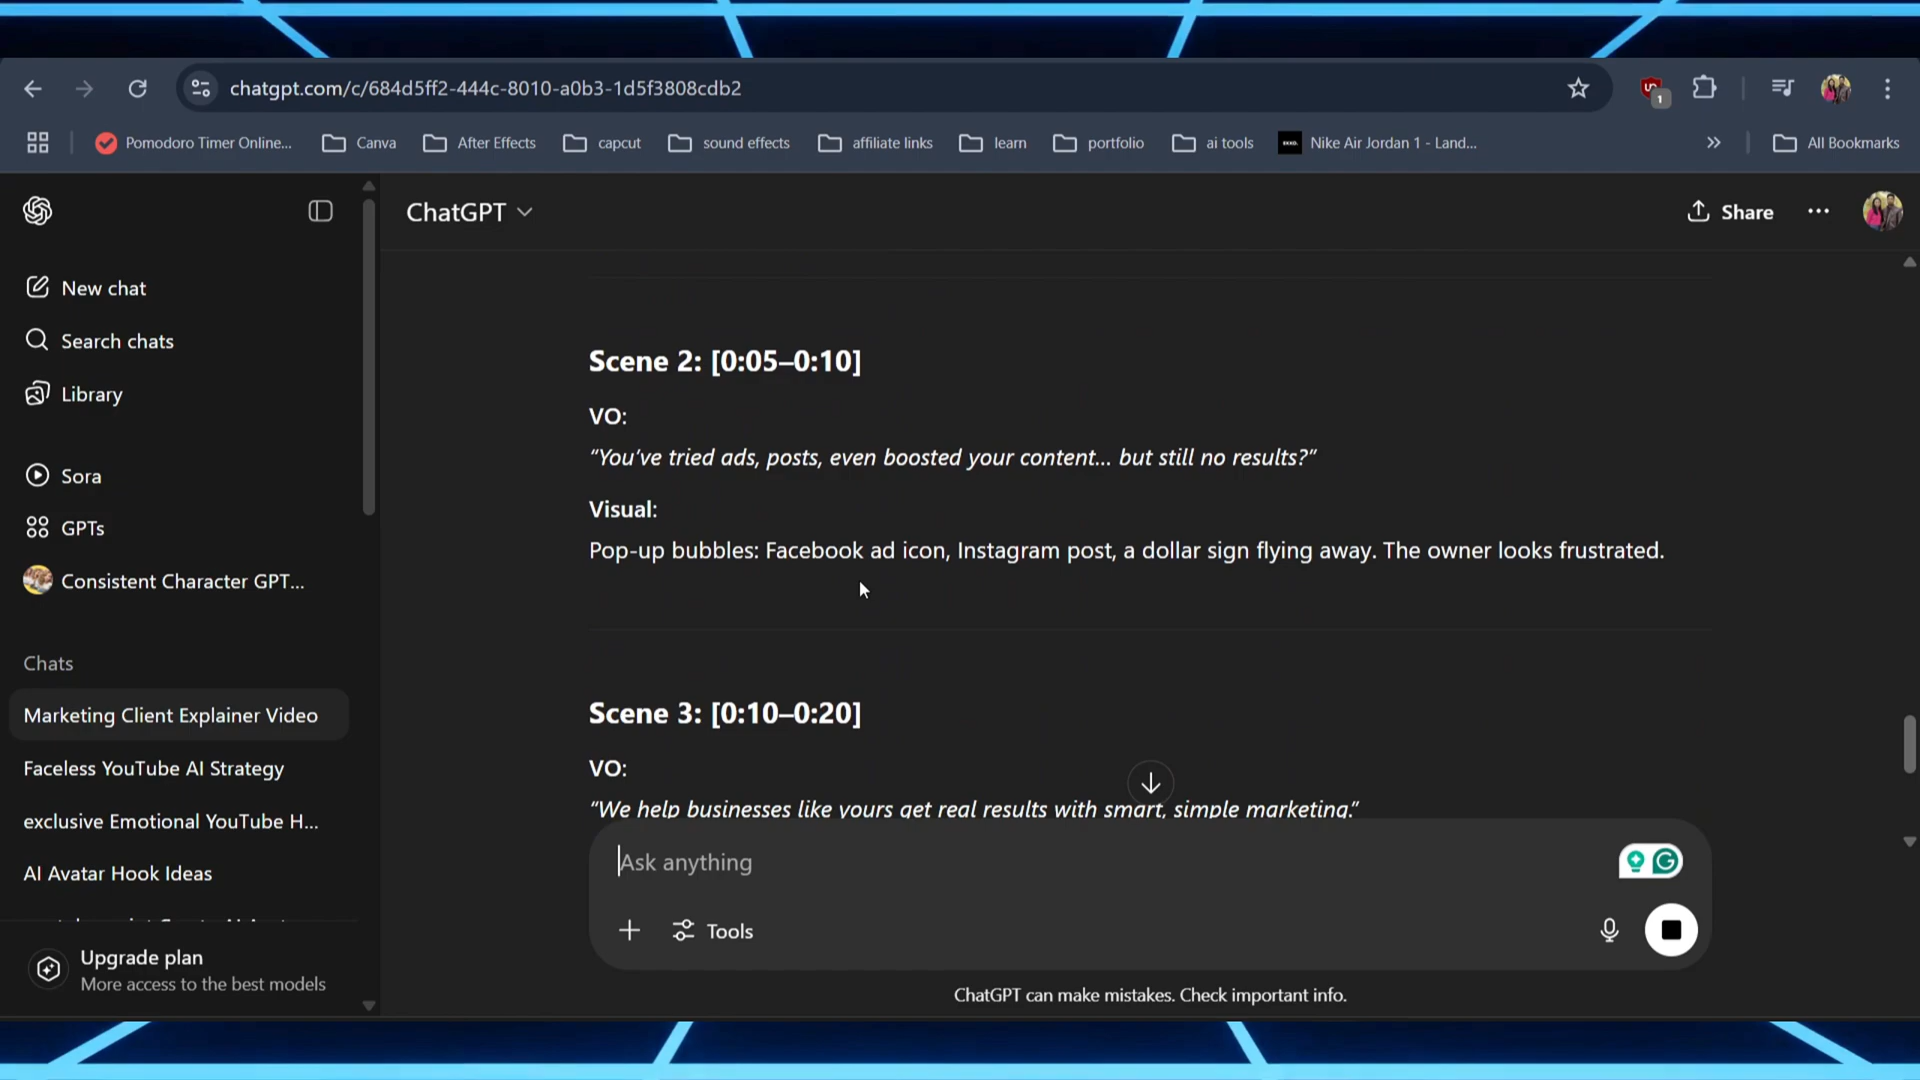 chatgpt.com/c/684d5ff2-444c-8010-a0b3-1d5f3808cdb2
1
Pomodoro Timer Online...
Canva
After Effects
capcut
sound effects
affiliate links
learn
portfolio
ai tools
Nike Air Jordan 1 - Land...
All Bookmarks
ChatGPT
Share
New chat
Search chats
Library
Sora
GPTs
Consistent Character GPT...
Chats
Marketing Client Explainer Video
Faceless YouTube AI Strategy
exclusive Emotional YouTube H...
AI Avatar Hook Ideas
Upgrade plan
More access to the best models
Scene 2: [0:05–0:10]
VO:
“You’ve tried ads, posts, even boosted your content... but still no results?”
Visual:
Pop-up bubbles: Facebook ad icon, Instagram post, a dollar sign flying away. The owner looks frustrated.
Scene 3: [0:10–0:20]
VO:
“We help businesses like yours get real results with smart, simple marketing.”
Ask anything
Tools
ChatGPT can make mistakes. Check important info.